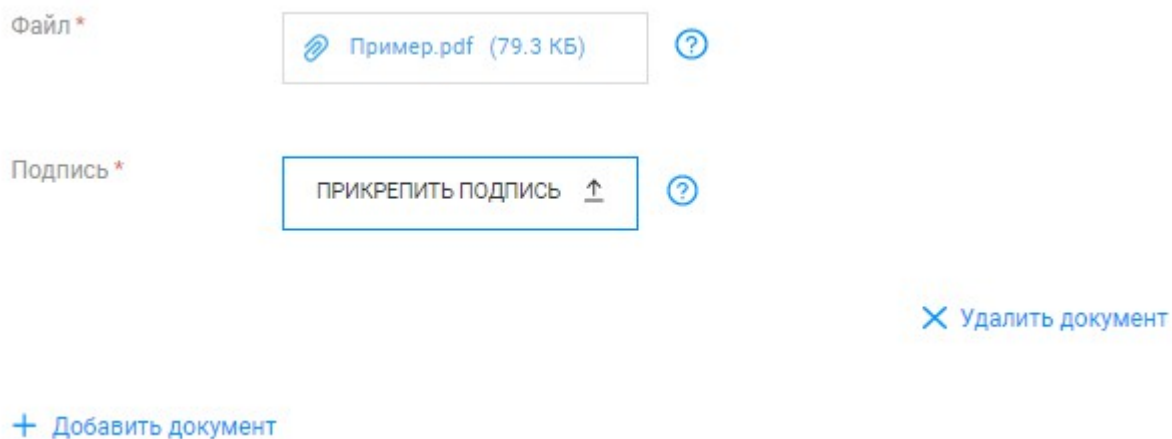 Файл *
Пример.pdf (79.3 КБ)
?
Подпись *
ПРИКРЕПИТЬ ПОДПИСЬ
?
Удалить документ
+ Добавить документ